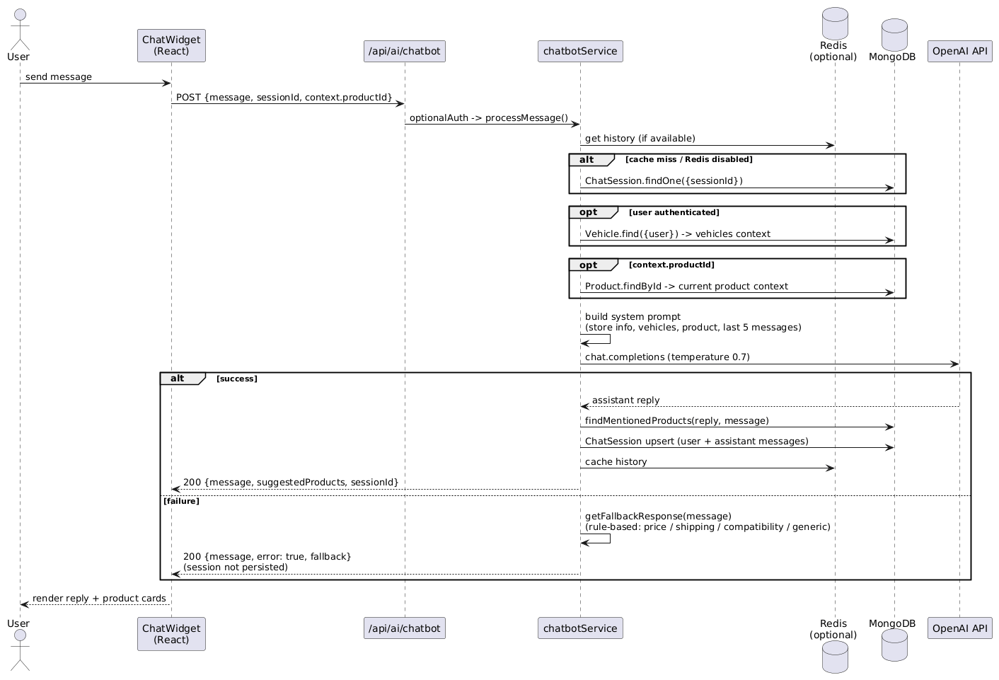 User
ChatWidget
(React)
/api/ai/chatbot
chatbotService
Redis
(optional)
MongoDB
OpenAI API
send message
POST {message, sessionId, context.productId}
optionalAuth -> processMessage()
get history (if available)
alt [cache miss / Redis disabled]
ChatSession.findOne({sessionId})
opt [user authenticated]
Vehicle.find({user}) -> vehicles context
opt [context.productId]
Product.findById -> current product context
build system prompt
(store info, vehicles, product, last 5 messages)
chat.completions (temperature 0.7)
alt [success]
assistant reply
findMentionedProducts(reply, message)
ChatSession upsert (user + assistant messages)
cache history
200 {message, suggestedProducts, sessionId}
[failure]
getFallbackResponse(message)
(rule-based: price / shipping / compatibility / generic)
200 {message, error: true, fallback}
(session not persisted)
render reply + product cards
User
ChatWidget
(React)
/api/ai/chatbot
chatbotService
Redis
(optional)
MongoDB
OpenAI API